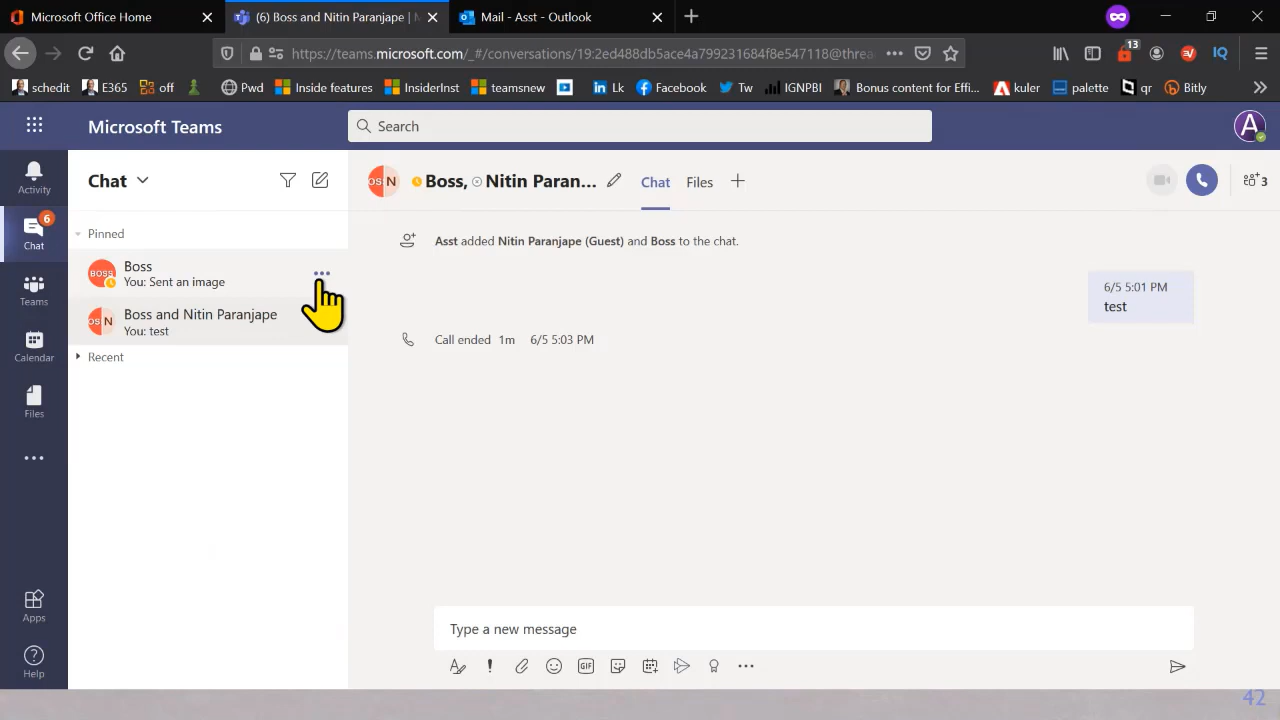 Microsoft Office Home
(6) Boss and Nitin Paranjape | M
Mail - Asst - Outlook
https://teams.microsoft.com/_#/conversations/19:2ed488db5ace4a799231684f8e547118@threa
13
IQ
schedit
E365
off
Pwd
Inside features
InsiderInst
teamsnew
Lk
Facebook
Tw
IGNPBI
Bonus content for Effi...
kuler
palette
qr
Bitly
Microsoft Teams
Search
A
Activity
6
Chat
Teams
Calendar
Files
Apps
Help
Chat
Pinned
BOSS
Boss
You: Sent an image
OS N
Boss and Nitin Paranjape
You: test
Recent
OS N
Boss, Nitin Paran...
Chat
Files
3
Asst added Nitin Paranjape (Guest) and Boss to the chat.
6/5 5:01 PM
test
Call ended 1m 6/5 5:03 PM
Type a new message
GIF
42